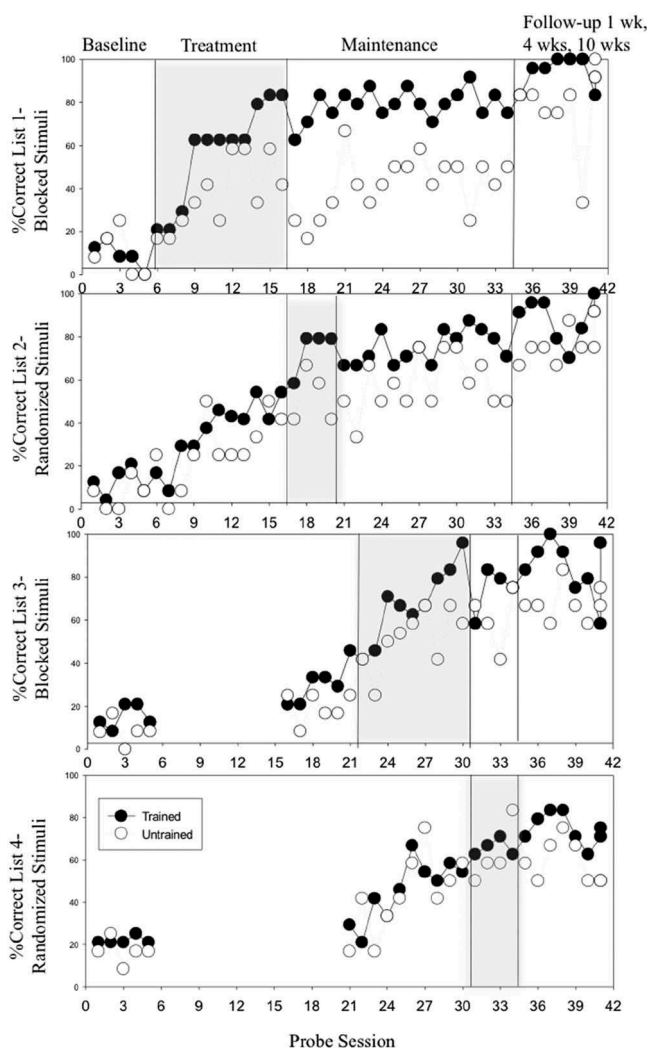 Follow-up 1 wk,
Baseline Treatment Maintenance 4 wks, 10 wks
%Correct List 1-
Blocked Stimuli
100
80
60
40
20
0
0 3 6 9 12 15 18 21 24 27 30 33 36 39 42
%Correct List 2-
Randomized Stimuli
100
80
60
40
20
0
0 3 6 9 12 15 18 21 24 27 30 33 36 39 42
%Correct List 3-
Blocked Stimuli
100
80
60
40
20
0
0 3 6 9 12 15 18 21 24 27 30 33 36 39 42
%Correct List 4-
Randomized Stimuli
100
80
60
40
20
0
Trained
Untrained
0 3 6 9 12 15 18 21 24 27 30 33 36 39 42
Probe Session